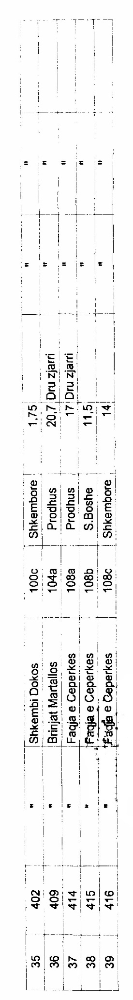 35 402 " Shkembi Dokos 100c Shkembore 1,75 " "
36 409 " Brinjat Martallos 104a Prodhus 20,7 Dru zjarri " "
37 414 " Faqja e Ceperkes 108a Prodhus 17 Dru zjarri " "
38 415 " Faqja e Ceperkes 108b S.Boshe 11,5 " "
39 416 " Faqja e Ceperkes 108c Shkembore 14 " "